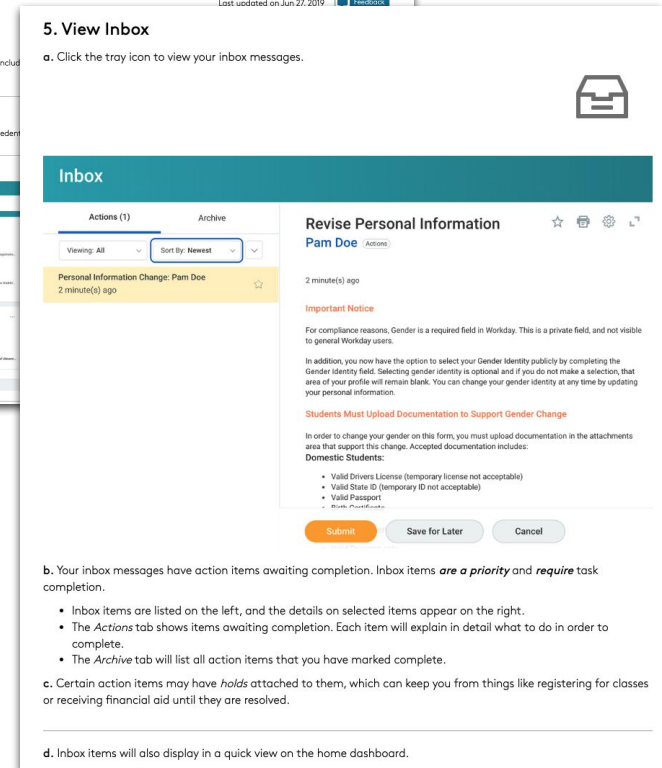 Last updated on Jun 27, 2019 Feedback
5. View Inbox
a. Click the tray icon to view your inbox messages.
Inbox
Actions (1) Archive
Viewing: All Sort By: Newest
Personal Information Change: Pam Doe
2 minute(s) ago
Revise Personal Information
Pam Doe Actions
2 minute(s) ago
Important Notice
For compliance reasons, Gender is a required field in Workday. This is a private field, and not visible
to general Workday users.
In addition, you now have the option to select your Gender Identity publicly by completing the
Gender Identity field. Selecting gender identity is optional and if you do not make a selection, that
area of your profile will remain blank. You can change your gender identity at any time by updating
your personal information.
Students Must Upload Documentation to Support Gender Change
In order to change your gender on this form, you must upload documentation in the attachments
area that support this change. Accepted documentation includes:
Domestic Students:
• Valid Drivers License (temporary license not acceptable)
• Valid State ID (temporary ID not acceptable)
• Valid Passport
• Birth Certificate
Submit Save for Later Cancel
b. Your inbox messages have action items awaiting completion. Inbox items are a priority and require task
completion.
• Inbox items are listed on the left, and the details on selected items appear on the right.
• The Actions tab shows items awaiting completion. Each item will explain in detail what to do in order to
complete.
• The Archive tab will list all action items that you have marked complete.
c. Certain action items may have holds attached to them, which can keep you from things like registering for classes
or receiving financial aid until they are resolved.
d. Inbox items will also display in a quick view on the home dashboard.